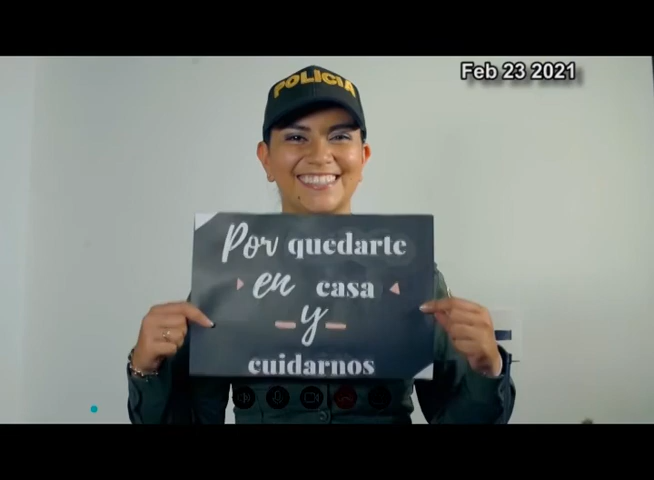 POLICIA
Feb 23 2021
Por quedarte
en casa
y
cuidarnos